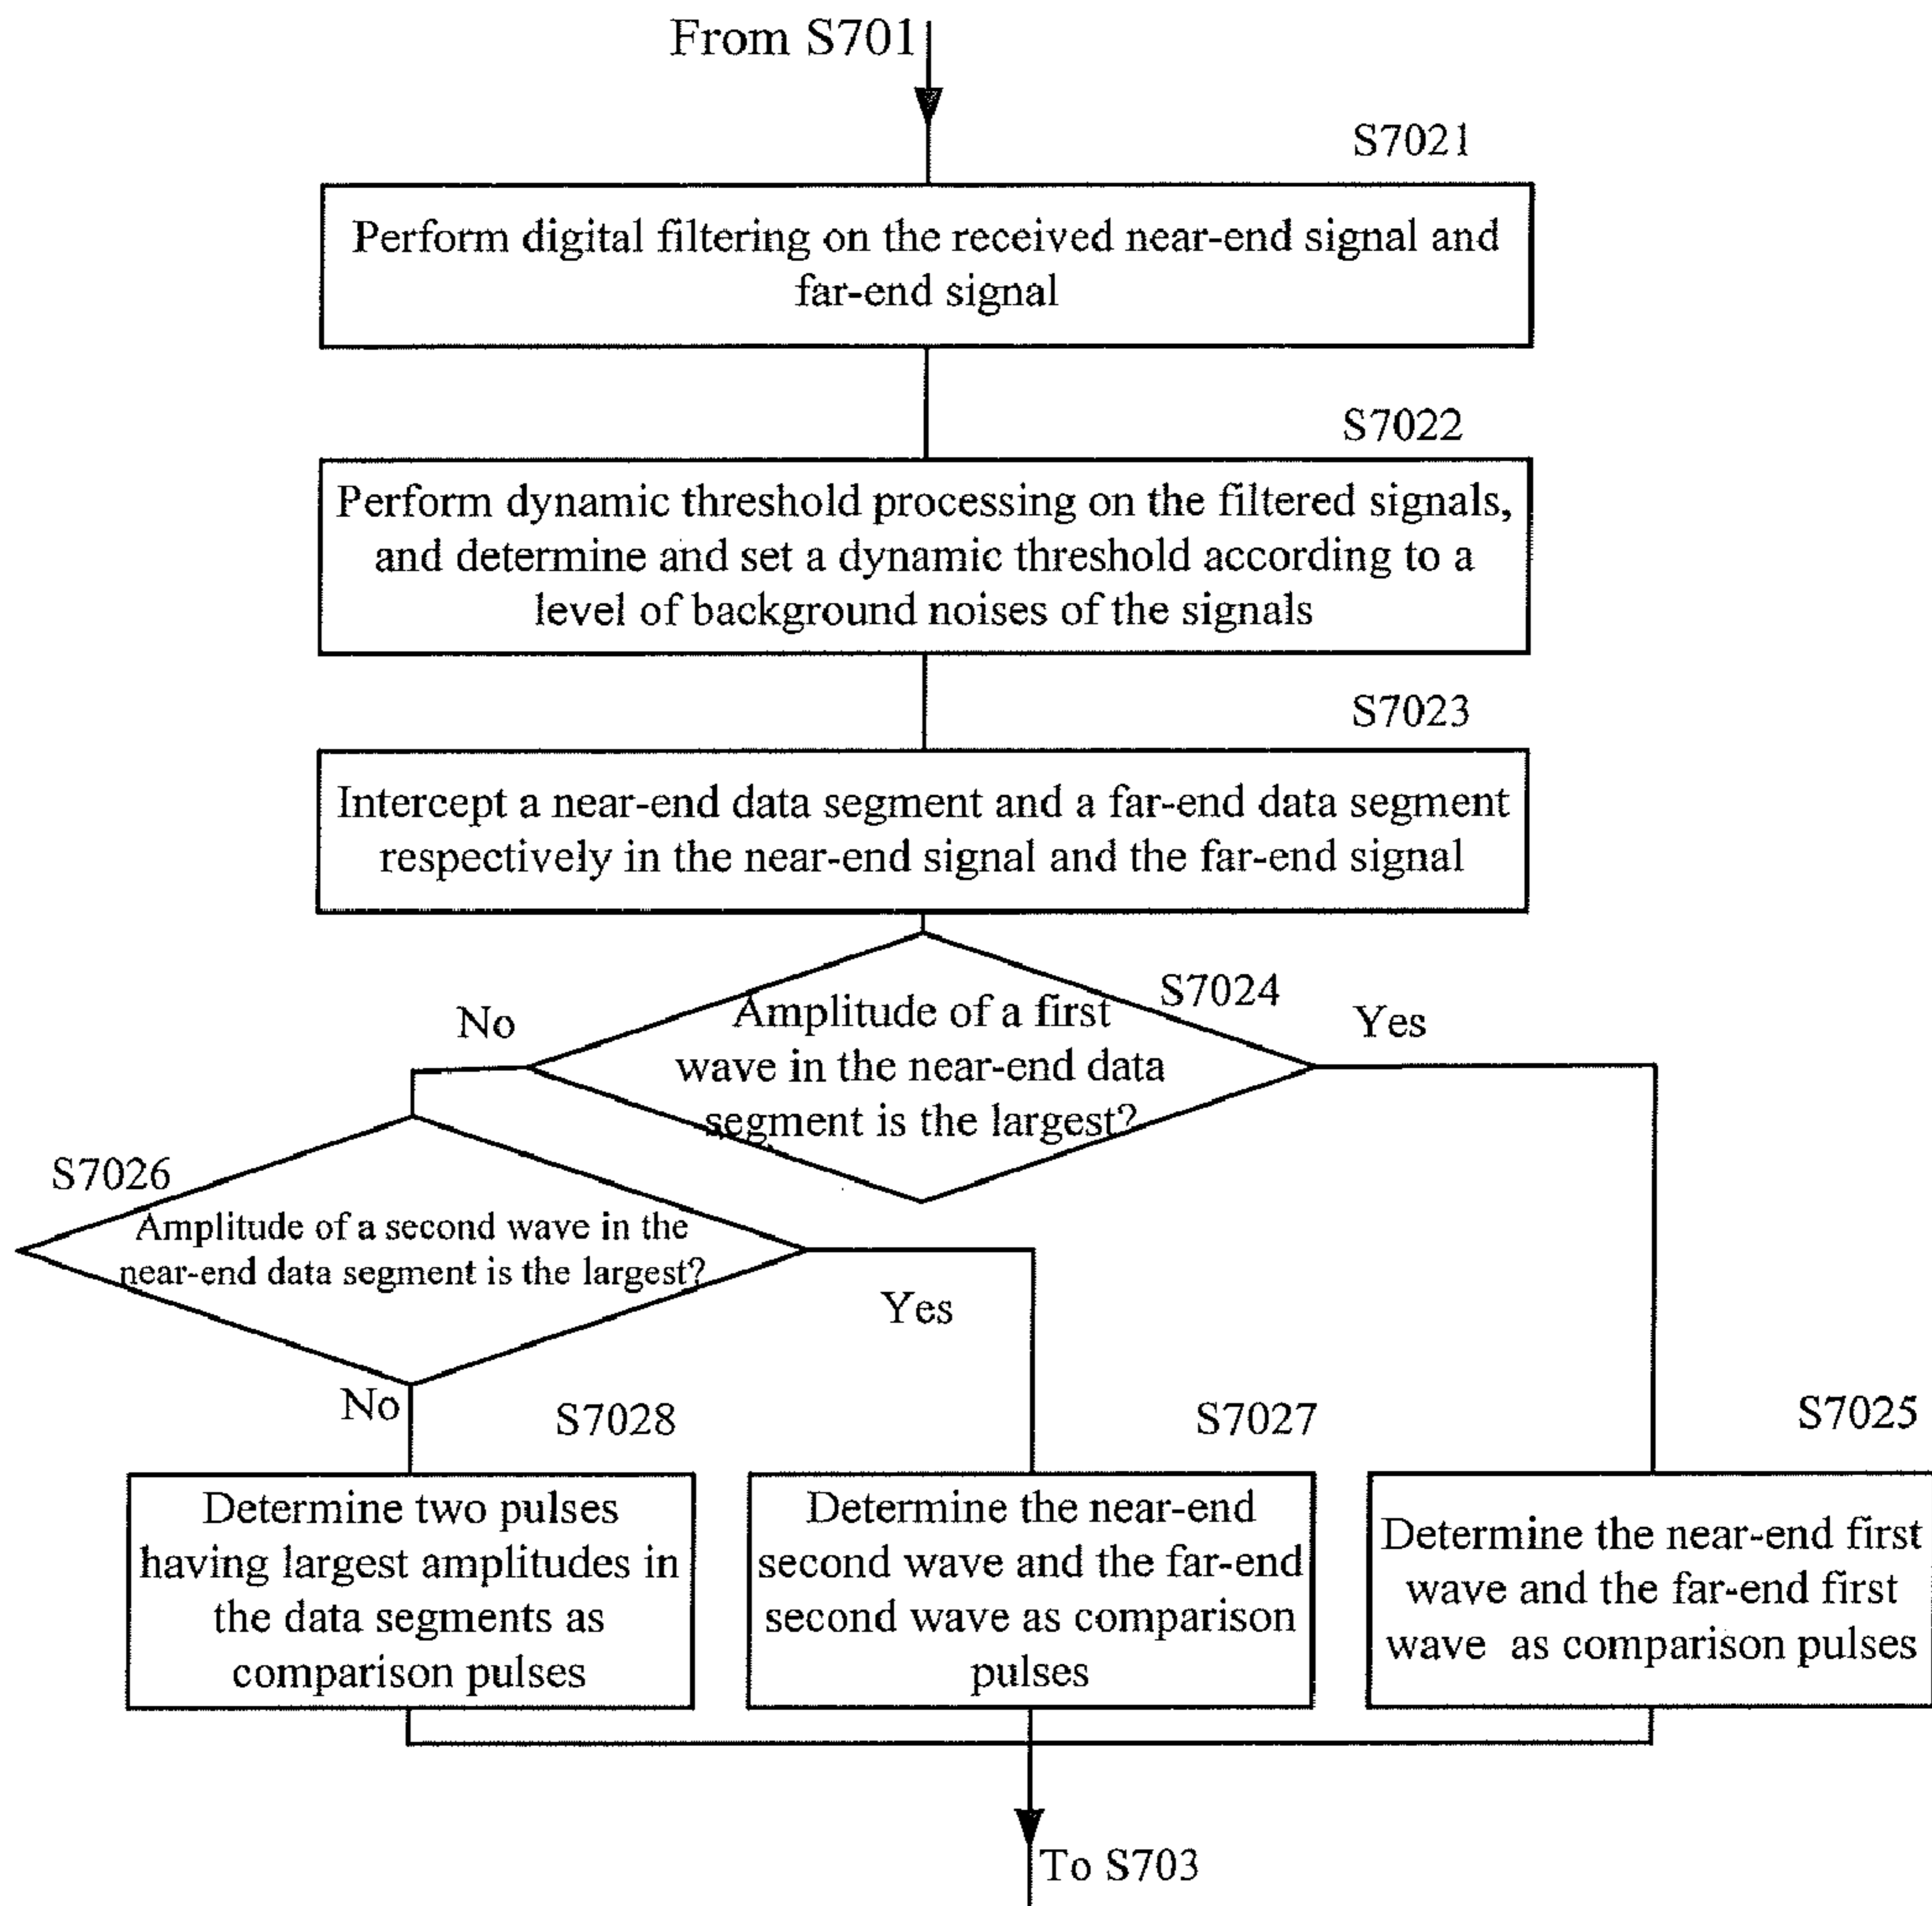 From S701
S7021
Perform digital filtering on the received near-end signal and
far-end signal
S7022
Perform dynamic threshold processing on the filtered signals,
and determine and set a dynamic threshold according to a
level of background noises of the signals
S7023
Intercept a near-end data segment and a far-end data segment
respectively in the near-end signal and the far-end signal
S7024
Amplitude of a first
wave in the near-end data
segment is the largest?
No
Yes
S7026
Amplitude of a second wave in the
near-end data segment is the largest?
Yes
No
S7028
Determine two pulses
having largest amplitudes in
the data segments as
comparison pulses
S7027
Determine the near-end
second wave and the far-end
second wave as comparison
pulses
S7025
Determine the near-end first
wave and the far-end first
wave as comparison pulses
To S703